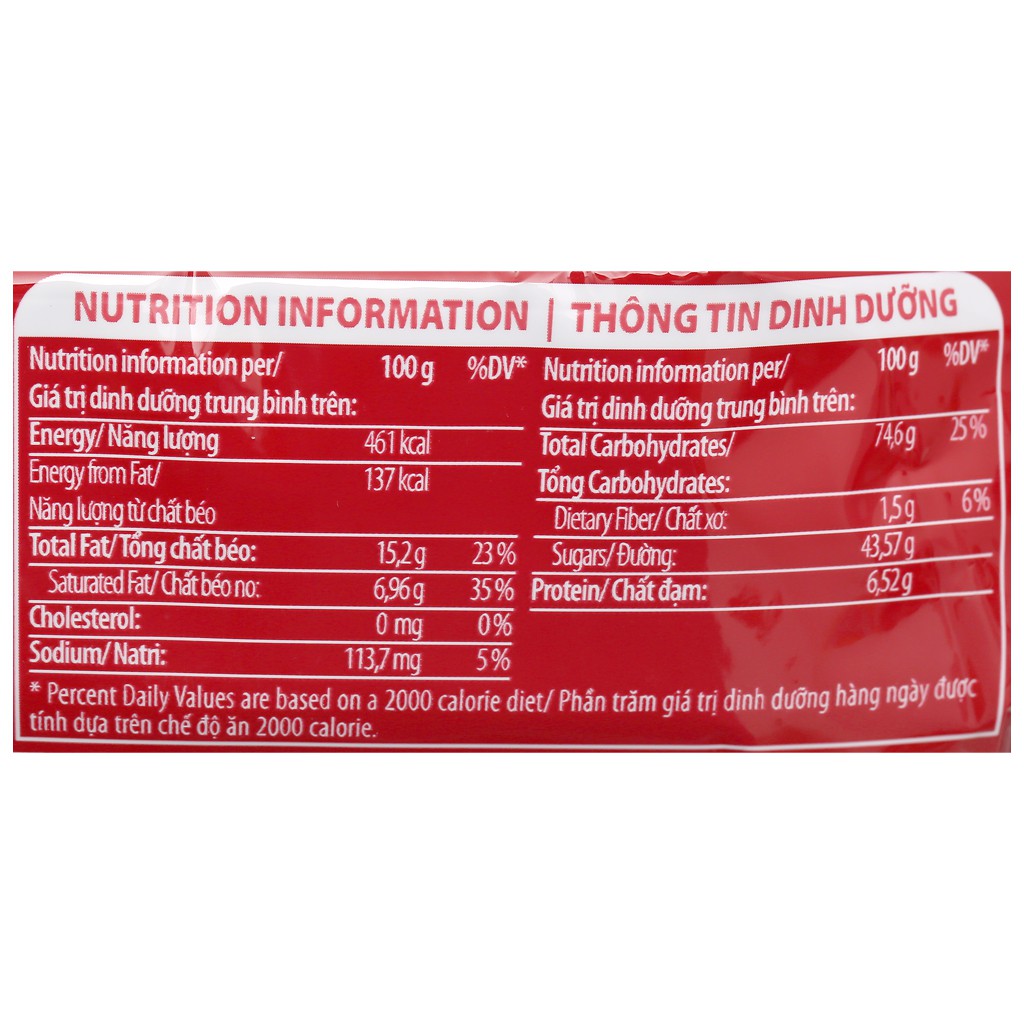 NUTRITION INFORMATION | THÔNG TIN DINH DƯỠNG
Nutrition information per/ 100 g %DV*
Giá trị dinh dưỡng trung bình trên:
Energy/ Năng lượng 461 kcal
Energy from Fat/ 137 kcal
Năng lượng từ chất béo
Total Fat/ Tổng chất béo: 15,2 g 23 %
Saturated Fat/ Chất béo no: 6,96 g 35 %
Cholesterol: 0 mg 0%
Sodium/ Natri: 113,7 mg 5%
Nutrition information per/ 100 g %DV*
Giá trị dinh dưỡng trung bình trên:
Total Carbohydrates/ 74,6 g 25 %
Tổng Carbohydrates:
Dietary Fiber/ Chất xơ: 1,5 g 6 %
Sugars/ Đường: 43,57 g
Protein/ Chất đạm: 6,52 g
* Percent Daily Values are based on a 2000 calorie diet/ Phần trăm giá trị dinh dưỡng hàng ngày được
tính dựa trên chế độ ăn 2000 calorie.